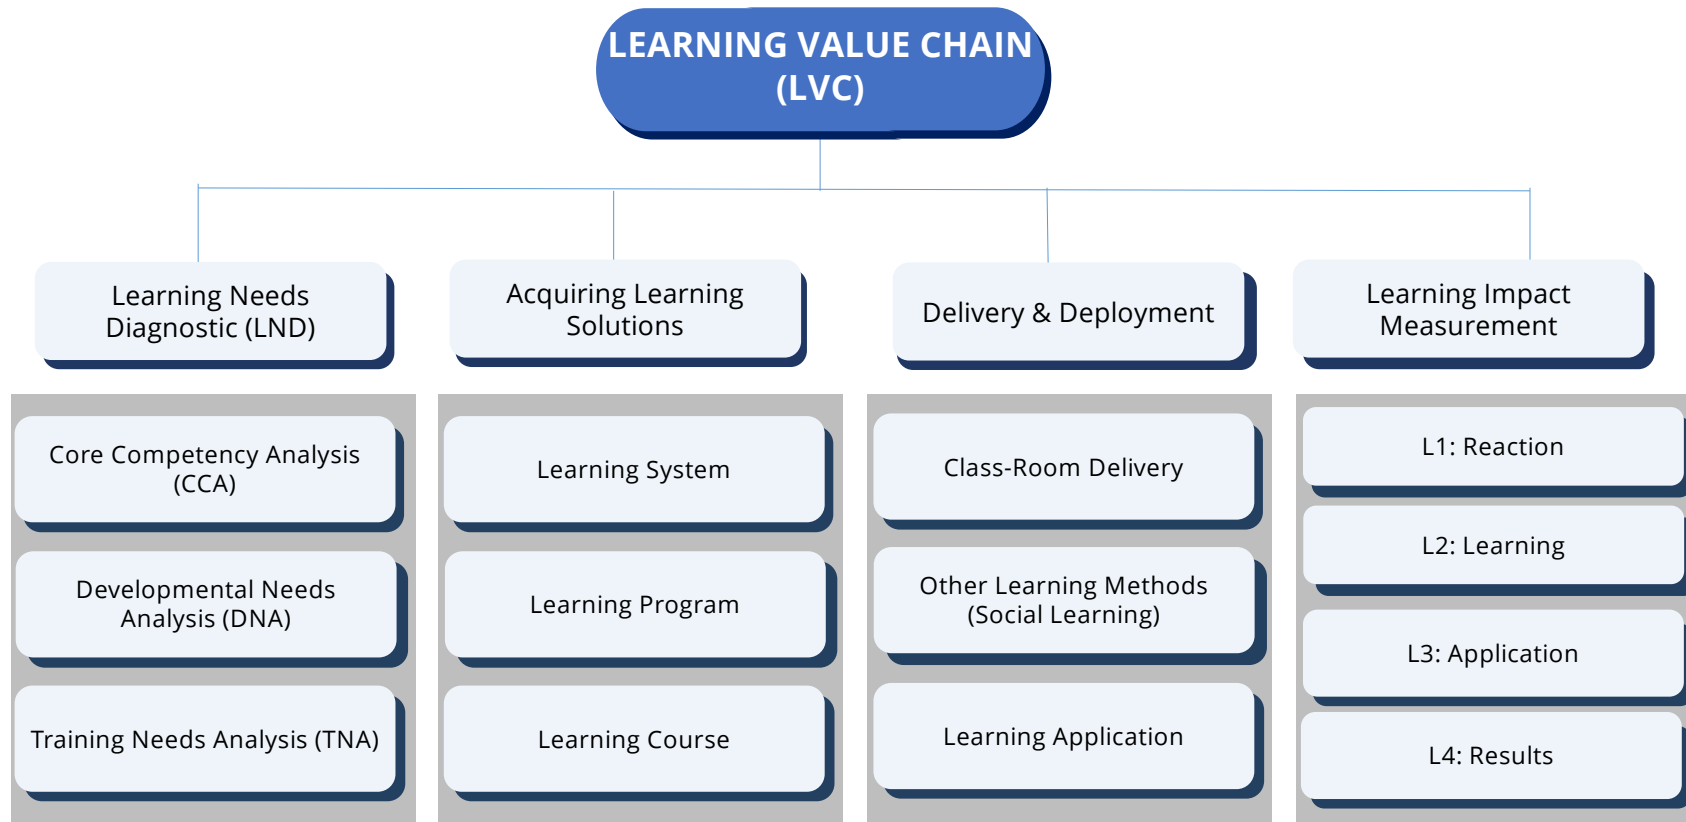 LEARNING VALUE CHAIN
(LVC)
Learning Needs
Diagnostic (LND)
Acquiring Learning
Solutions
Delivery & Deployment
Learning Impact
Measurement
Core Competency Analysis
(CCA)
Developmental Needs
Analysis (DNA)
Training Needs Analysis (TNA)
Learning System
Learning Program
Learning Course
Class-Room Delivery
Other Learning Methods
(Social Learning)
Learning Application
L1: Reaction
L2: Learning
L3: Application
L4: Results